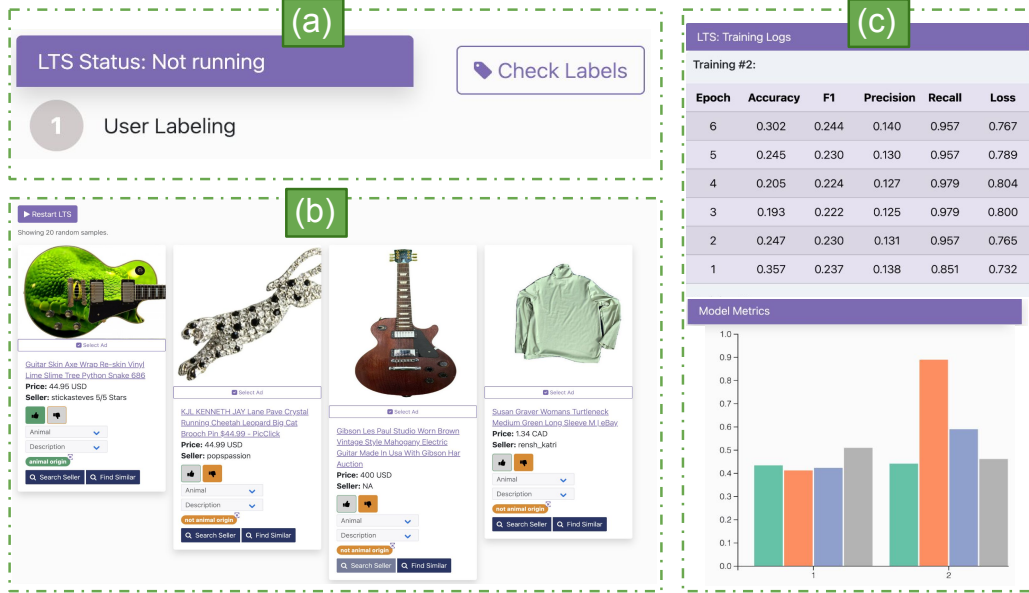 (a)
LTS Status: Not running
Check Labels
1
User Labeling
(b)
Restart LTS
Showing 20 random samples.
Select Ad
Guitar Skin Axe Wrap Re-skin Vinyl
Lime Slime Tree Python Snake 686
Price: 44.95 USD
Seller: stickasteves 5/5 Stars
Animal
Description
animal origin
Search Seller
Find Similar
Select Ad
KJL KENNETH JAY Lane Pave Crystal
Running Cheetah Leopard Big Cat
Brooch Pin $44.99 - PicClick
Price: 44.99 USD
Seller: popspassion
Animal
Description
not animal origin
Search Seller
Find Similar
Select Ad
Gibson Les Paul Studio Worn Brown
Vintage Style Mahogany Electric
Guitar Made In Usa With Gibson Har
Auction
Price: 400 USD
Seller: NA
Animal
Description
not animal origin
Search Seller
Find Similar
Select Ad
Susan Graver Womans Turtleneck
Medium Green Long Sleeve M | eBay
Price: 1.34 CAD
Seller: rensh_katri
Animal
Description
not animal origin
Search Seller
Find Similar
(c)
LTS: Training Logs
Training #2:
Epoch Accuracy F1 Precision Recall Loss
6 0.302 0.244 0.140 0.957 0.767
5 0.245 0.230 0.130 0.957 0.789
4 0.205 0.224 0.127 0.979 0.804
3 0.193 0.222 0.125 0.979 0.800
2 0.247 0.230 0.131 0.957 0.765
1 0.357 0.237 0.138 0.851 0.732
Model Metrics
1.0
0.9
0.8
0.7
0.6
0.5
0.4
0.3
0.2
0.1
0.0
1 2